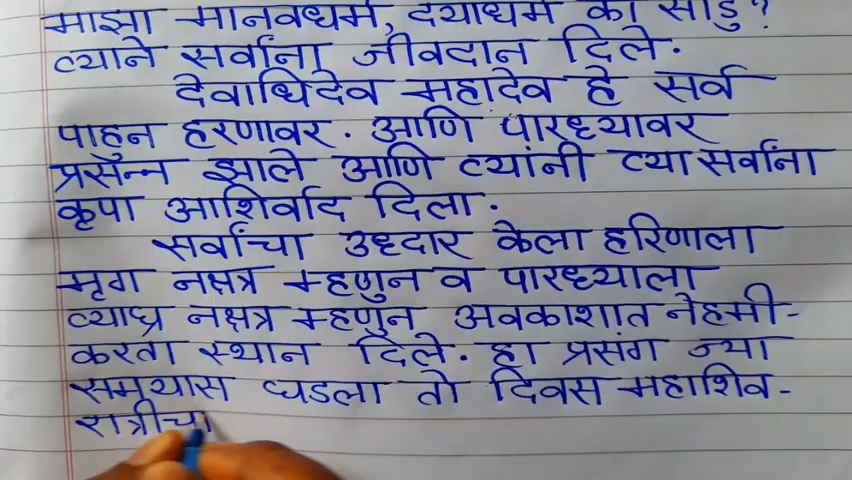 माझा मानवधर्म, दयाधर्म का सोडु?
त्याने सर्वांना जीवदान दिले.
देवाधिदेव महादेव हे सर्व
पाहून हरणावर. आणि पारध्यावर
प्रसन्न झाले आणि त्यांनी त्या सर्वांना
कृपा आशिर्वाद दिला.
सर्वांचा उध्दार केला हरिणाला
मृग नक्षत्र म्हणुन व पारध्याला
व्याध्र नक्षत्र म्हणुन अवकाशात नेहमी-
करता स्थान दिले. हा प्रसंग ज्या
समयास घडला तो दिवस महाशिव-
रात्रीचा